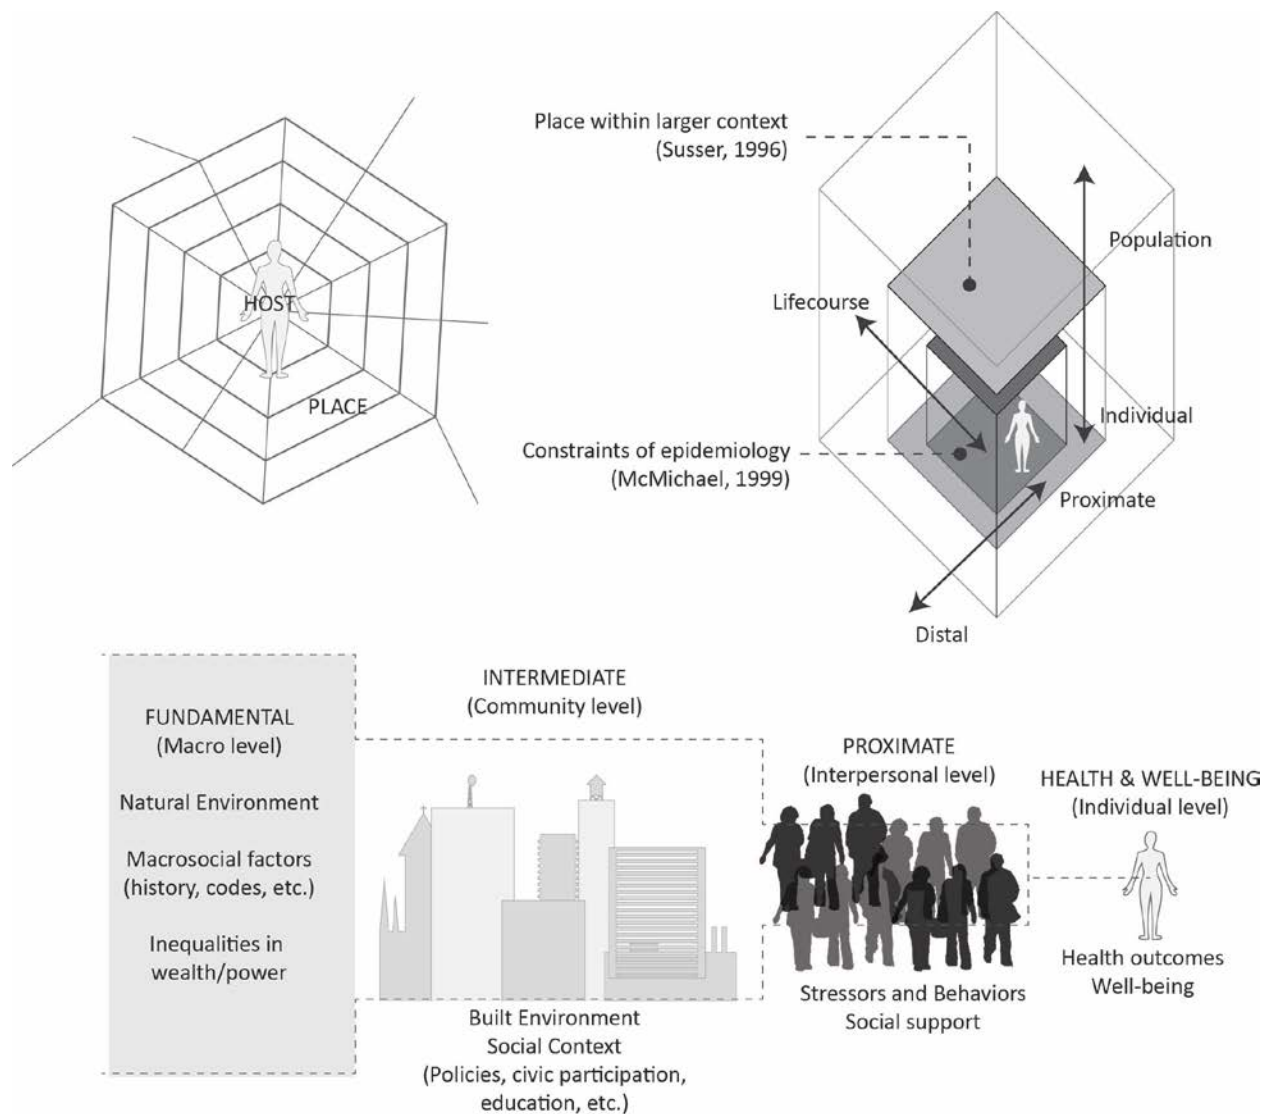 HOST
PLACE
Place within larger context
(Susser, 1996)
Population
Lifecourse
Individual
Constraints of epidemiology
(McMichael, 1999)
Proximate
Distal
FUNDAMENTAL
(Macro level)
Natural Environment
Macrosocial factors
(history, codes, etc.)
Inequalities in
wealth/power
INTERMEDIATE
(Community level)
Built Environment
Social Context
(Policies, civic participation,
education, etc.)
PROXIMATE
(Interpersonal level)
Stressors and Behaviors
Social support
HEALTH & WELL-BEING
(Individual level)
Health outcomes
Well-being